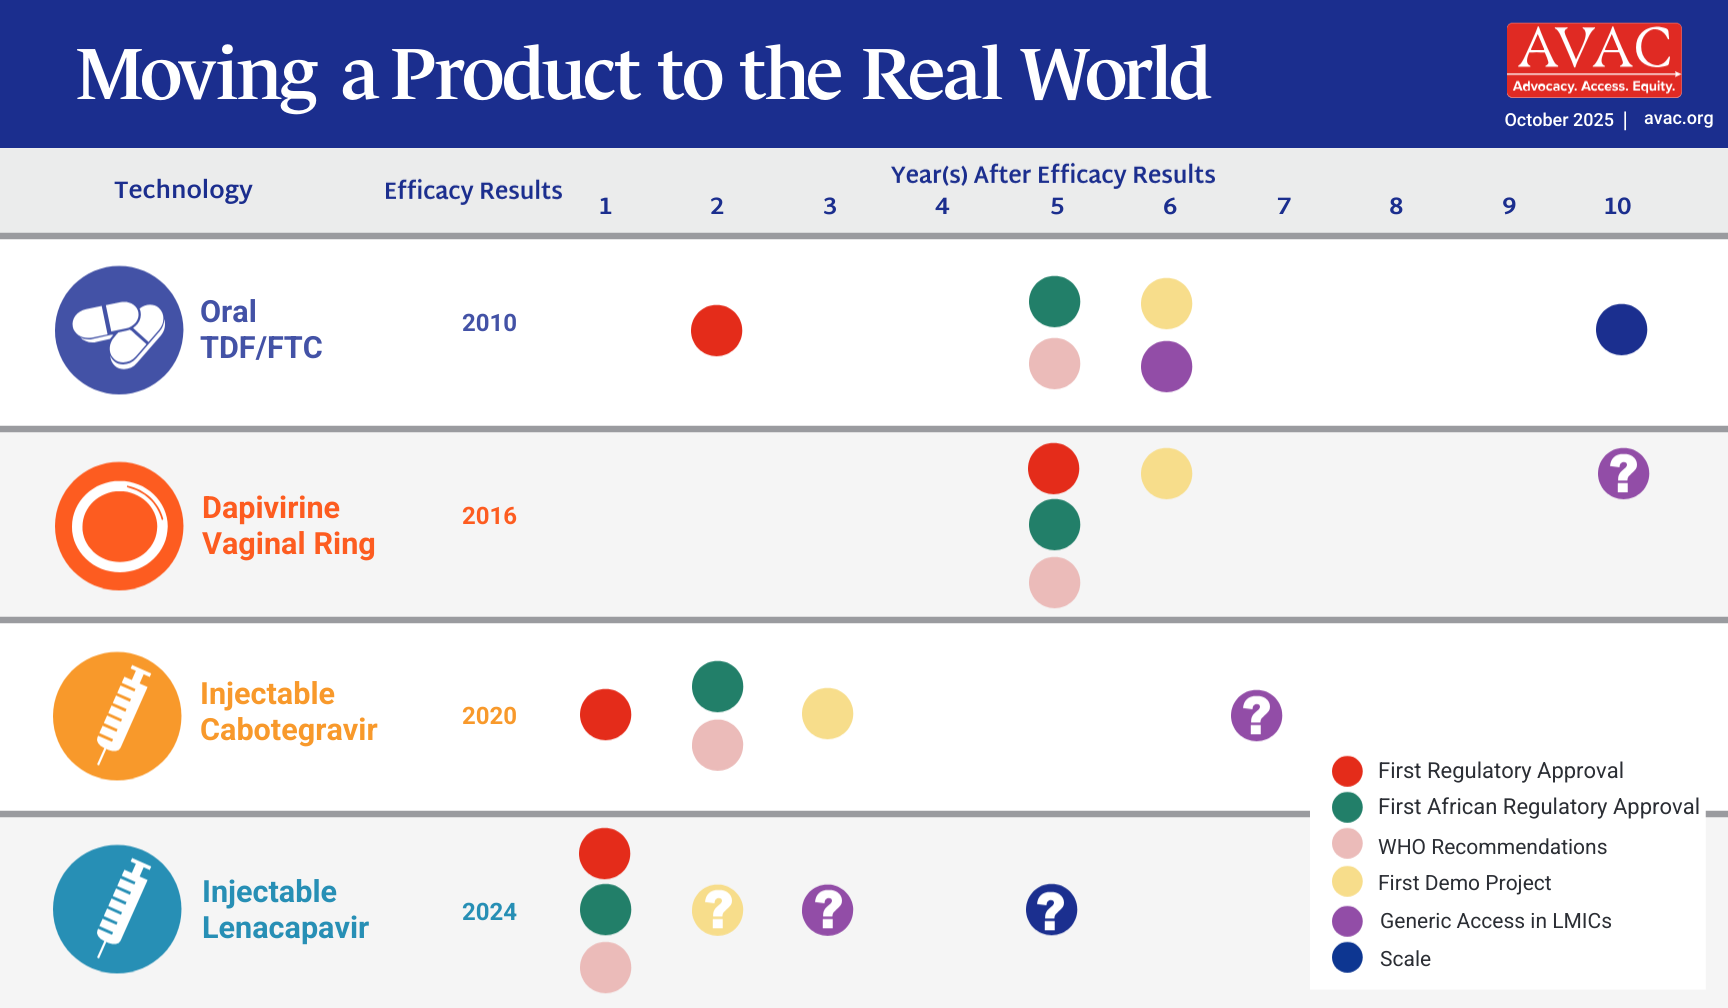 Moving a Product to the Real World
AVAC
Advocacy. Access. Equity.
October 2025 | avac.org
Technology
Efficacy Results
Year(s) After Efficacy Results
1 2 3 4 5 6 7 8 9 10
Oral
TDF/FTC
2010
Dapivirine
Vaginal Ring
2016
?
Injectable
Cabotegravir
2020
?
Injectable
Lenacapavir
2024
? ? ?
First Regulatory Approval
First African Regulatory Approval
WHO Recommendations
First Demo Project
Generic Access in LMICs
Scale